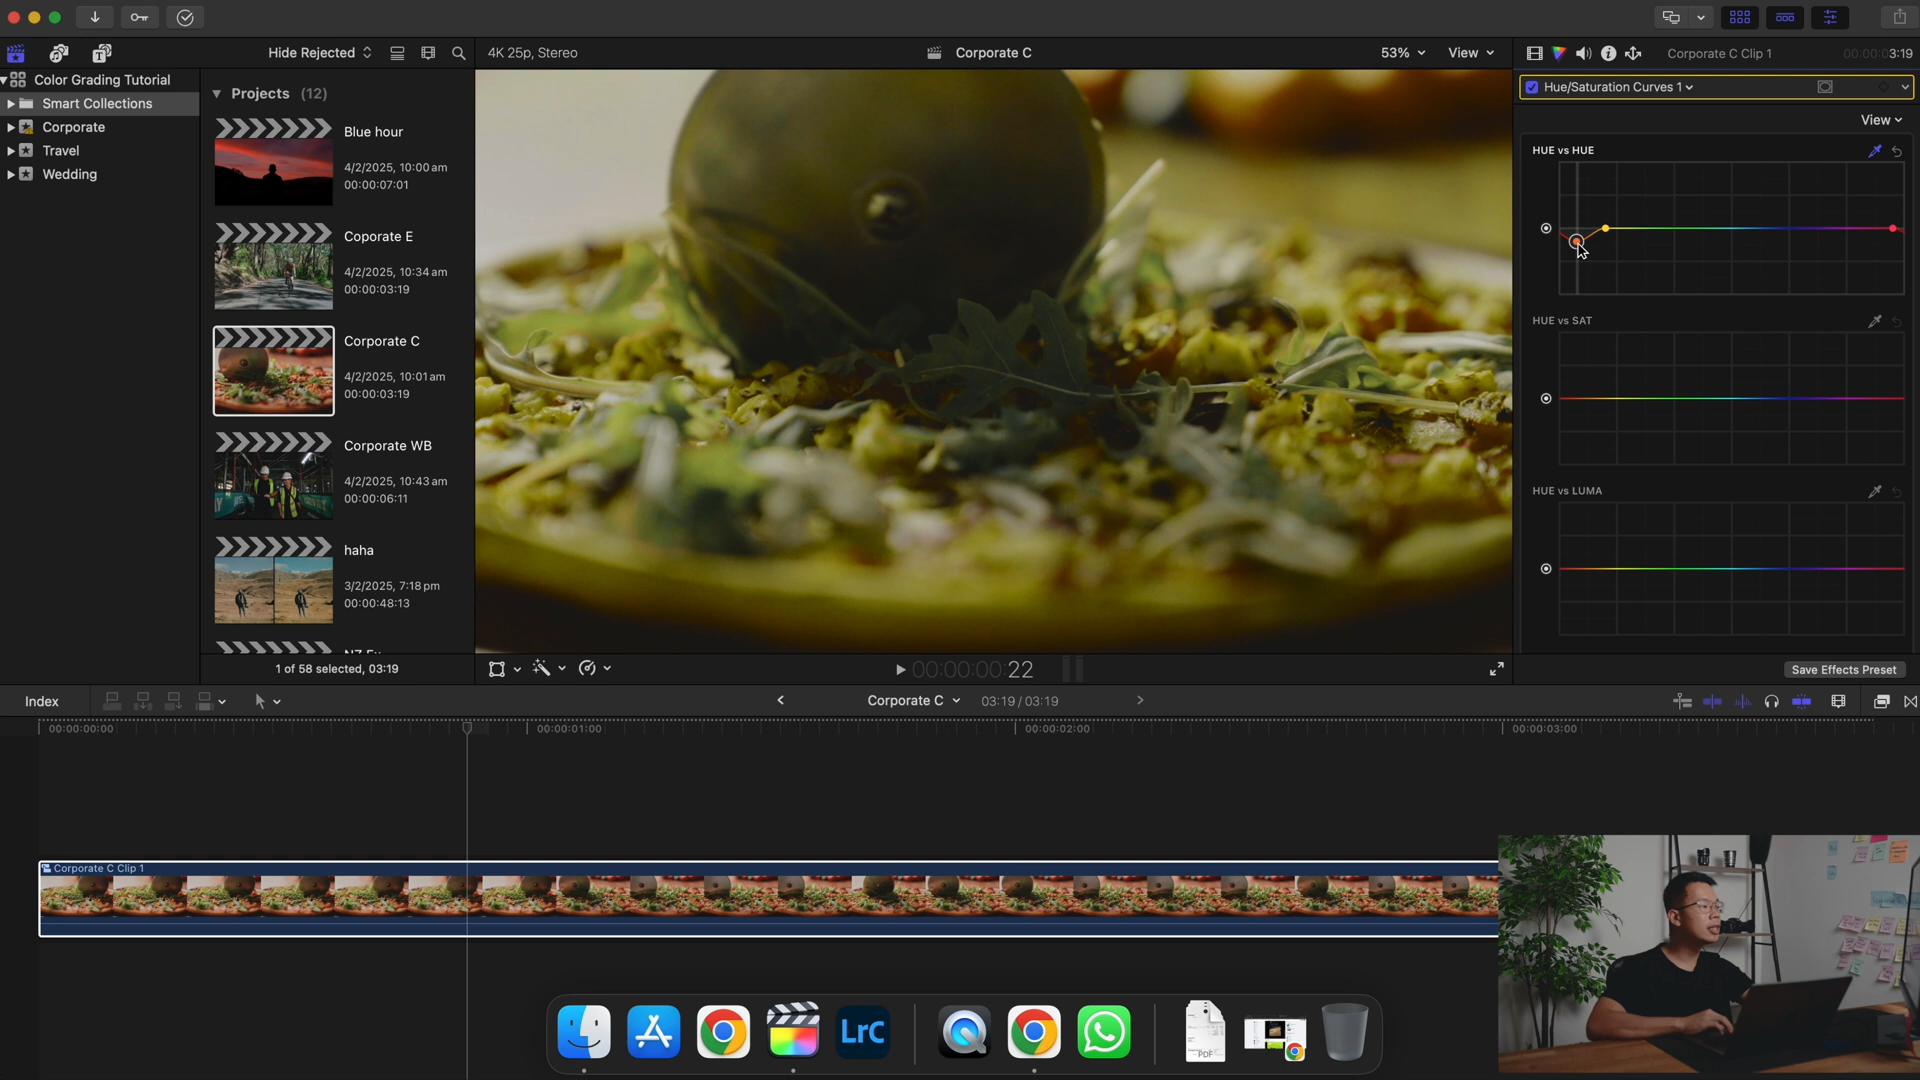 Hide Rejected
4K 25p, Stereo
Corporate C
53%
View
Corporate C Clip 1
00:00:03:19
Color Grading Tutorial
Smart Collections
Corporate
Travel
Wedding
Projects (12)
Blue hour
4/2/2025, 10:00 am
00:00:07:01
Coporate E
4/2/2025, 10:34 am
00:00:03:19
Corporate C
4/2/2025, 10:01 am
00:00:03:19
Corporate WB
4/2/2025, 10:43 am
00:00:06:11
haha
3/2/2025, 7:18 pm
00:00:48:13
1 of 58 selected, 03:19
00:00:00:22
Hue/Saturation Curves 1
View
HUE vs HUE
HUE vs SAT
HUE vs LUMA
Save Effects Preset
Index
Corporate C
03:19 / 03:19
00:00:00:00
00:00:01:00
00:00:02:00
00:00:03:00
Corporate C Clip 1
LrC
PDF